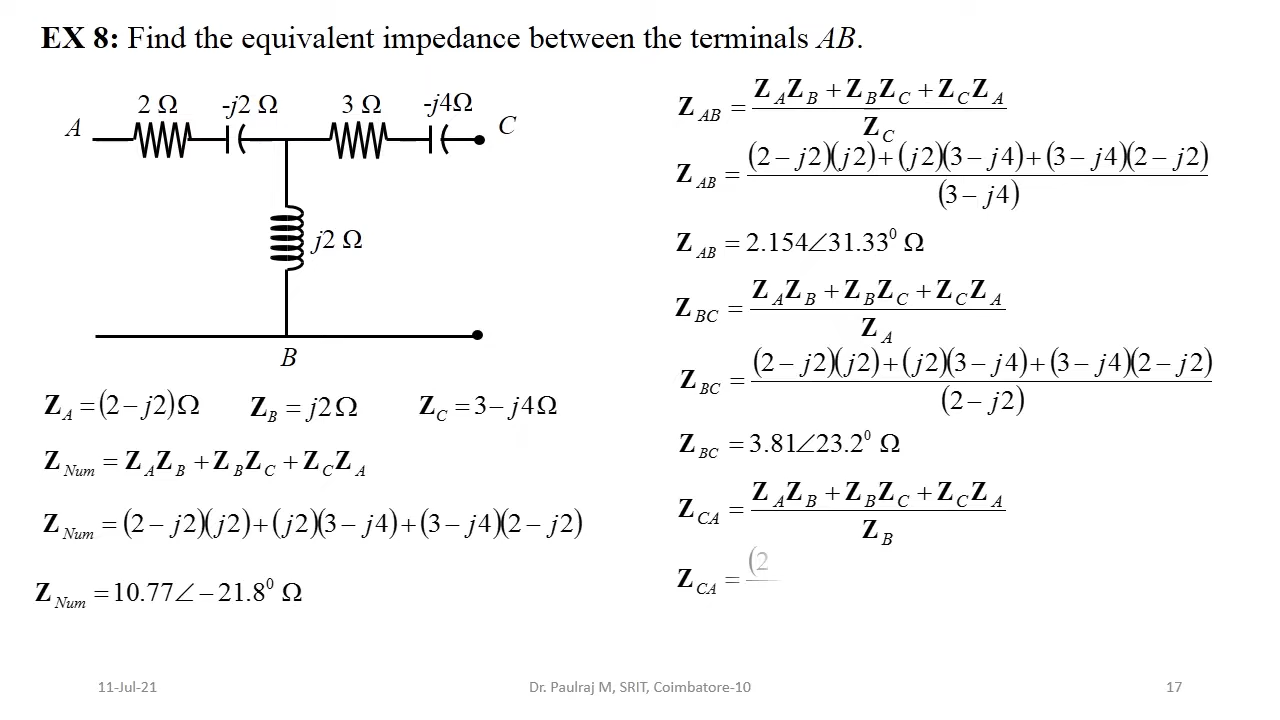 EX 8: Find the equivalent impedance between the terminals AB.
2 Ω -j2 Ω 3 Ω -j4Ω
A C
j2 Ω
B
Z_A = (2 − j2)Ω Z_B = j2 Ω Z_C = 3 − j4 Ω
Z_Num = Z_A Z_B + Z_B Z_C + Z_C Z_A
Z_Num = (2 − j2)(j2) + (j2)(3 − j4) + (3 − j4)(2 − j2)
Z_Num = 10.77∠ − 21.8⁰ Ω
Z_AB = (Z_A Z_B + Z_B Z_C + Z_C Z_A) / Z_C
Z_AB = ((2 − j2)(j2) + (j2)(3 − j4) + (3 − j4)(2 − j2)) / (3 − j4)
Z_AB = 2.154∠31.33⁰ Ω
Z_BC = (Z_A Z_B + Z_B Z_C + Z_C Z_A) / Z_A
Z_BC = ((2 − j2)(j2) + (j2)(3 − j4) + (3 − j4)(2 − j2)) / (2 − j2)
Z_BC = 3.81∠23.2⁰ Ω
Z_CA = (Z_A Z_B + Z_B Z_C + Z_C Z_A) / Z_B
Z_CA = (2
11-Jul-21 Dr. Paulraj M, SRIT, Coimbatore-10 17